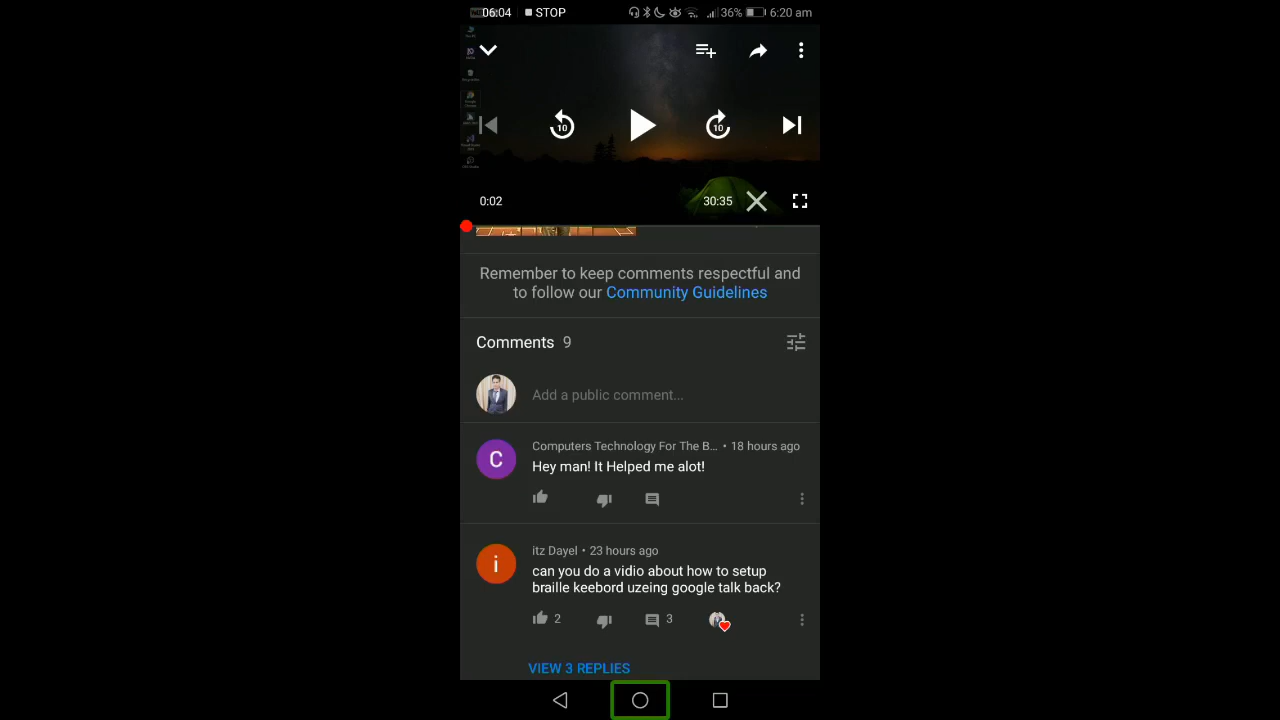 06:04 STOP 36% 6:20 am
10 10
0:02 30:35
Remember to keep comments respectful and
to follow our Community Guidelines
Comments 9
Add a public comment...
C
Computers Technology For The B... • 18 hours ago
Hey man! It Helped me alot!
i
itz Dayel • 23 hours ago
can you do a vidio about how to setup
braille keebord uzeing google talk back?
2 3
VIEW 3 REPLIES